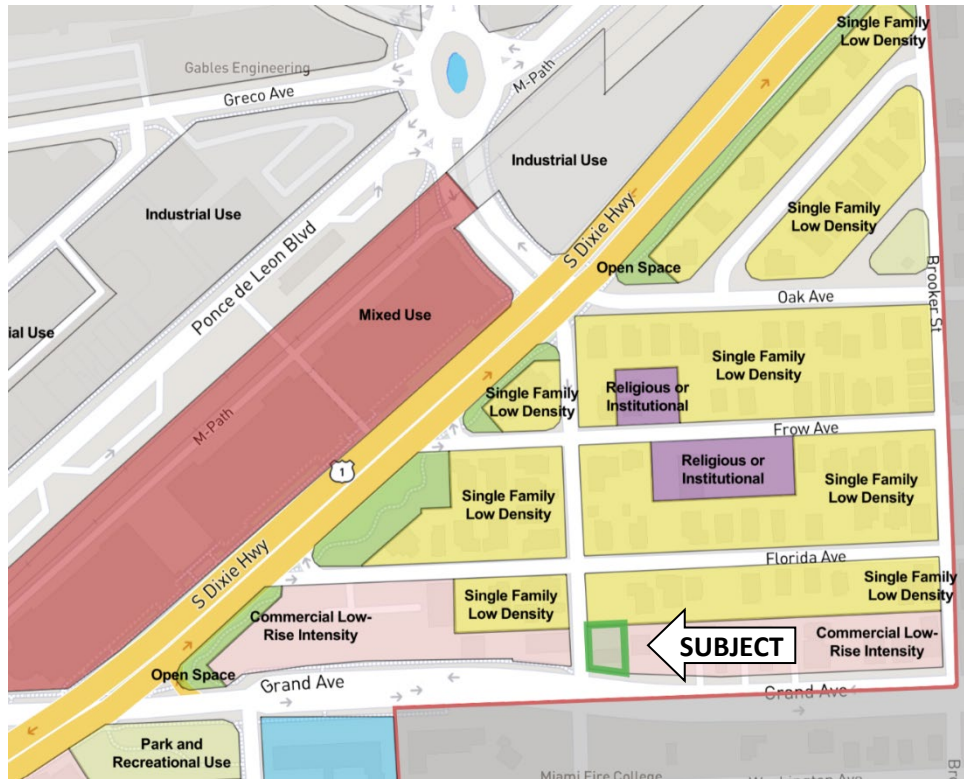 Single Family
Low Density
Gables Engineering
M-Path
Greco Ave
Industrial Use
Industrial Use
Single Family
Low Density
Ponce de Leon Blvd
S Dixie Hwy
Open Space
Brooker St
Oak Ave
Mixed Use
ial Use
Single Family
Low Density
Religious or
Institutional
Single Family
Low Density
M-Path
Frow Ave
1
Religious or
Institutional
Single Family
Low Density
Single Family
Low Density
S Dixie Hwy
Florida Ave
Single Family
Low Density
Single Family
Low Density
Commercial Low-
Rise Intensity
SUBJECT
Commercial Low-
Rise Intensity
Open Space
Grand Ave
Grand Ave
Park and
Recreational Use
Miami Fire College